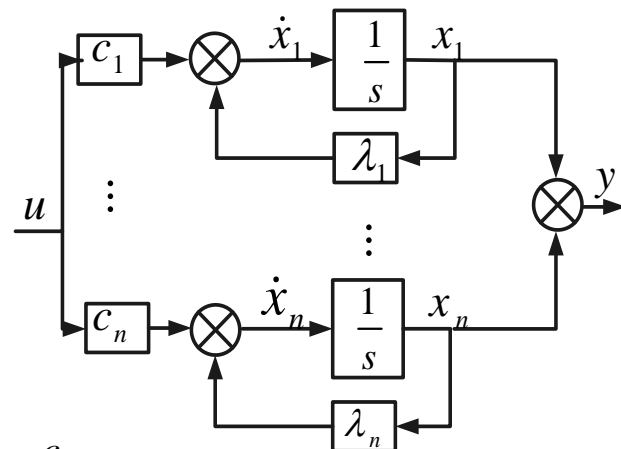 c₁ ẋ₁ 1/s x₁
λ₁
u ⋮ ⋮ y
cₙ ẋₙ 1/s xₙ
λₙ